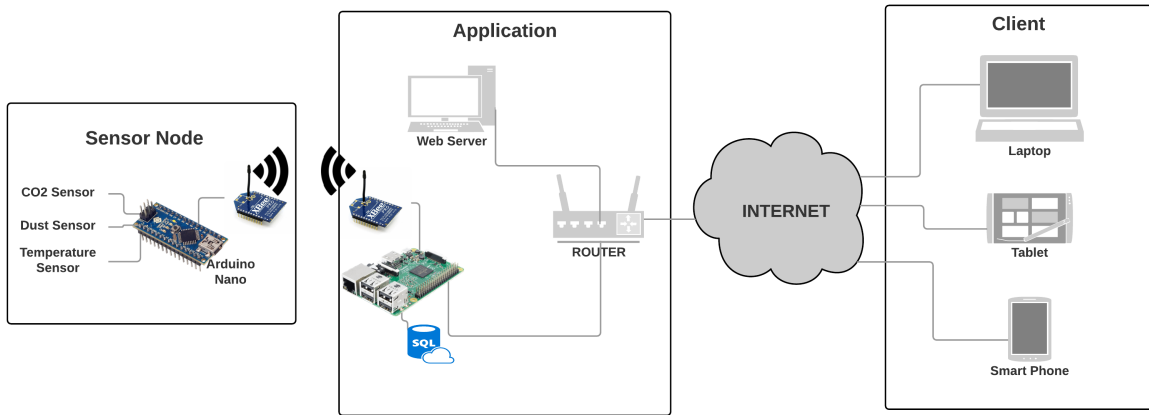 Sensor Node
CO2 Sensor
Dust Sensor
Temperature
Sensor
Arduino
Nano
Application
Web Server
ROUTER
SQL
INTERNET
Client
Laptop
Tablet
Smart Phone